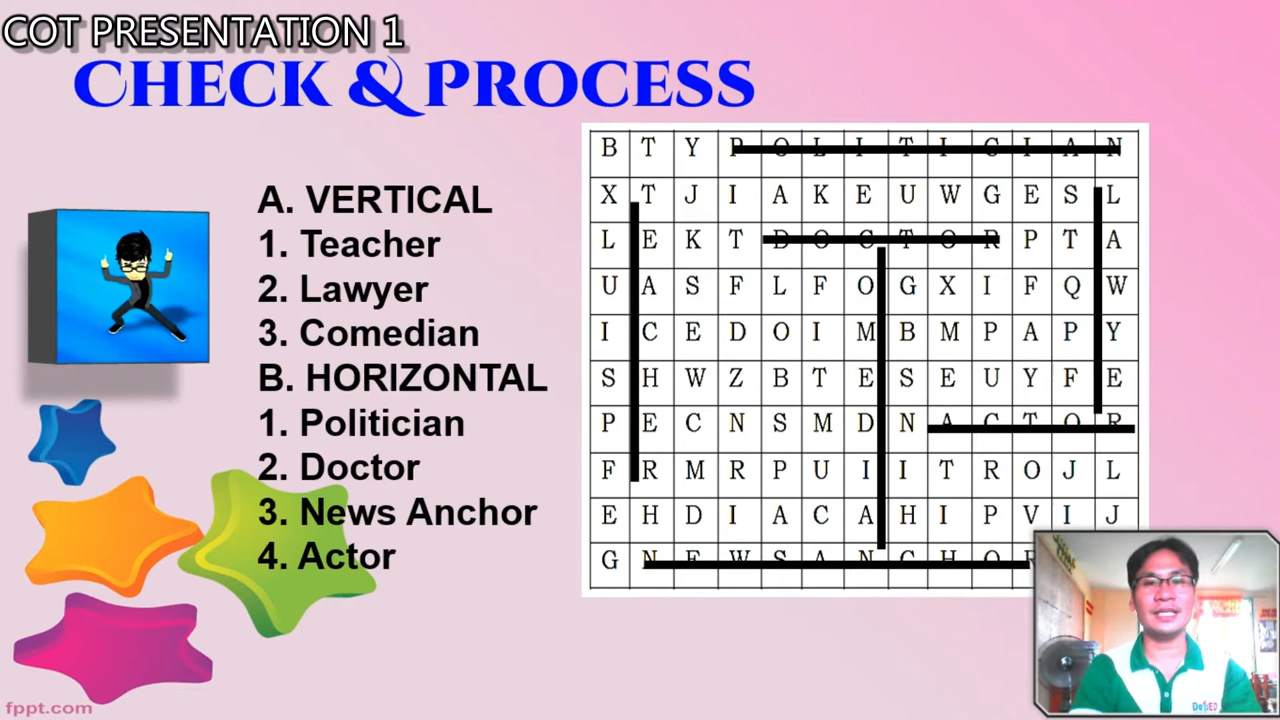 COT PRESENTATION 1
CHECK & PROCESS
A. VERTICAL
1. Teacher
2. Lawyer
3. Comedian
B. HORIZONTAL
1. Politician
2. Doctor
3. News Anchor
4. Actor
B T Y P O L I T I C I A N
X T J I A K E U W G E S L
L E K T D O C T O R P T A
U A S F L F O G X I F Q W
I C E D O I M B M P A P Y
S H W Z B T E S E U Y F E
P E C N S M D N A C T O R
F R M R P U I I T R O J L
E H D I A C A H I P V I J
G N E W S A N C H O R
DepED
fppt.com